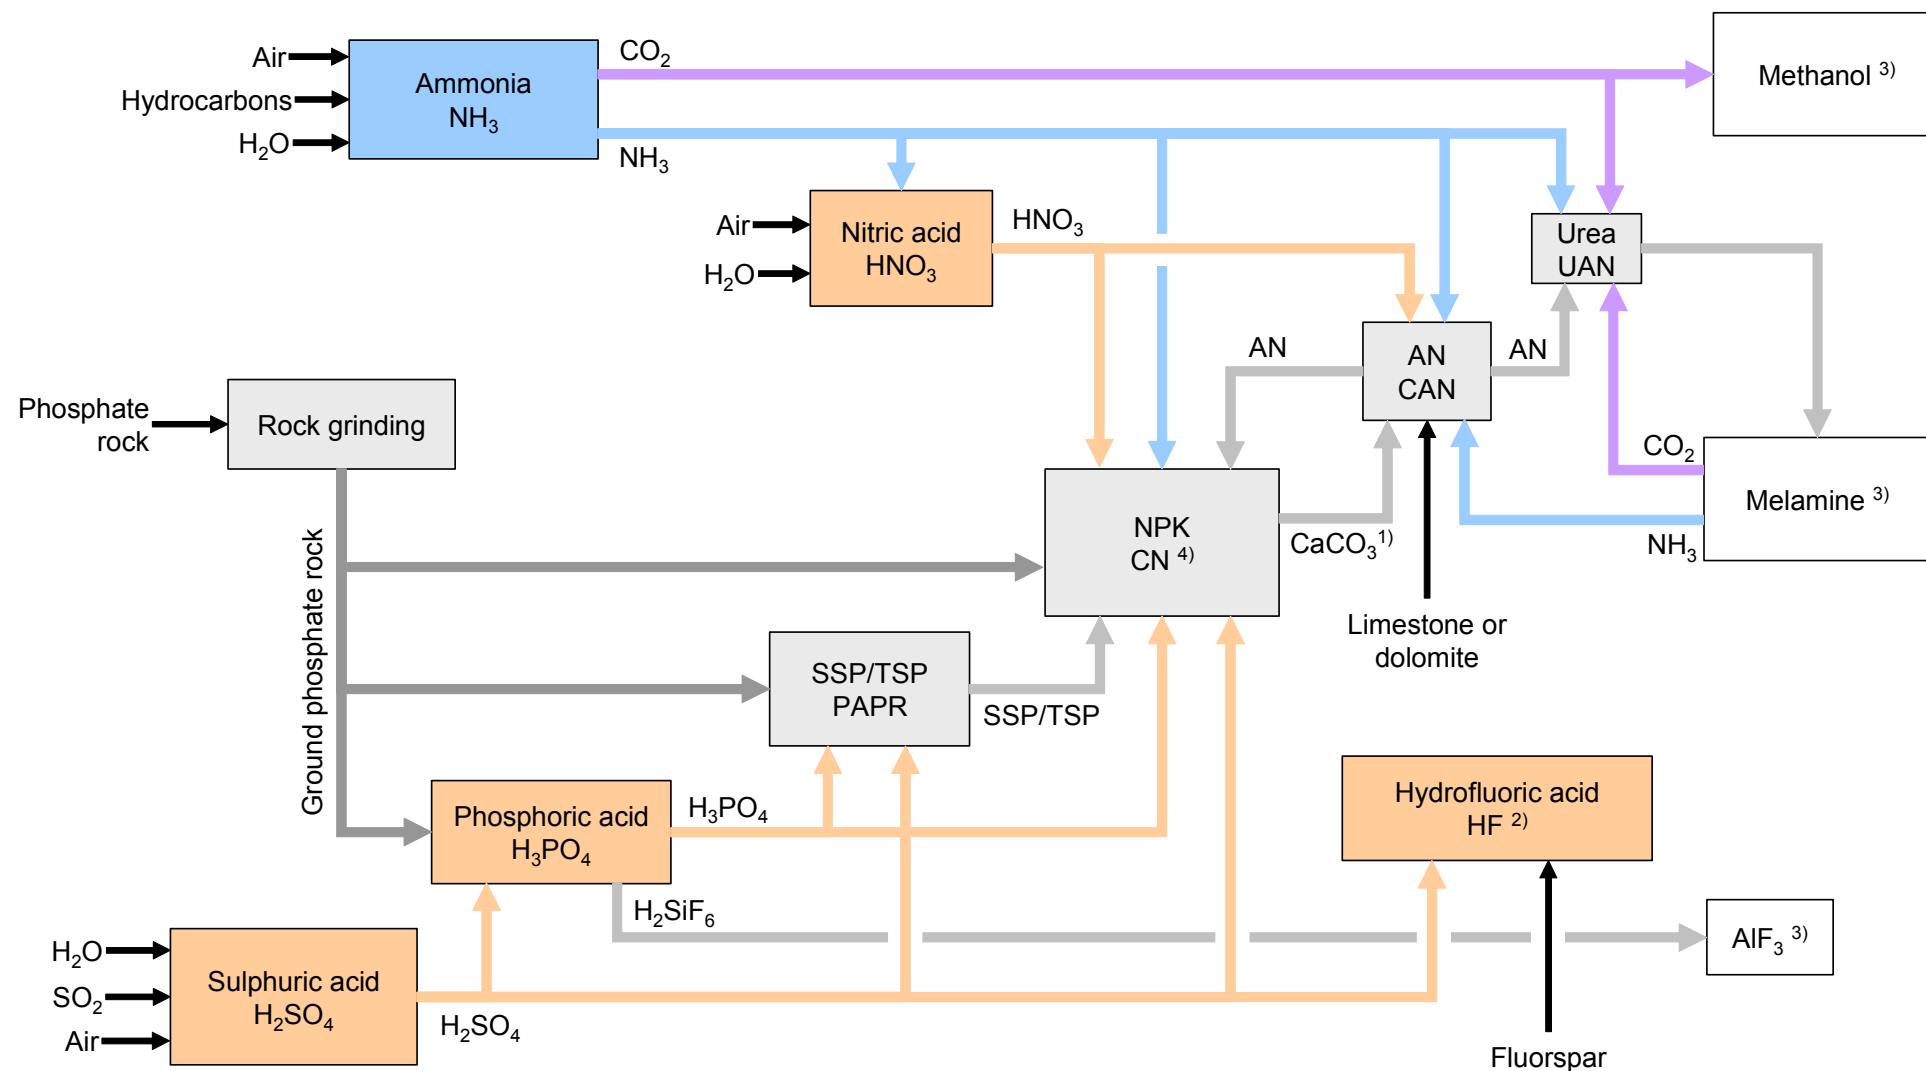 Air
Hydrocarbons
H₂O
Ammonia
NH₃
CO₂
NH₃
Methanol ³⁾
Air
H₂O
Nitric acid
HNO₃
HNO₃
Urea
UAN
AN
AN
CAN
AN
Phosphate
rock
Rock grinding
CO₂
Melamine ³⁾
NH₃
NPK
CN ⁴⁾
CaCO₃¹⁾
Limestone or
dolomite
Ground phosphate rock
SSP/TSP
PAPR
SSP/TSP
Phosphoric acid
H₃PO₄
H₃PO₄
Hydrofluoric acid
HF ²⁾
H₂SiF₆
AlF₃ ³⁾
H₂O
SO₂
Air
Sulphuric acid
H₂SO₄
H₂SO₄
Fluorspar